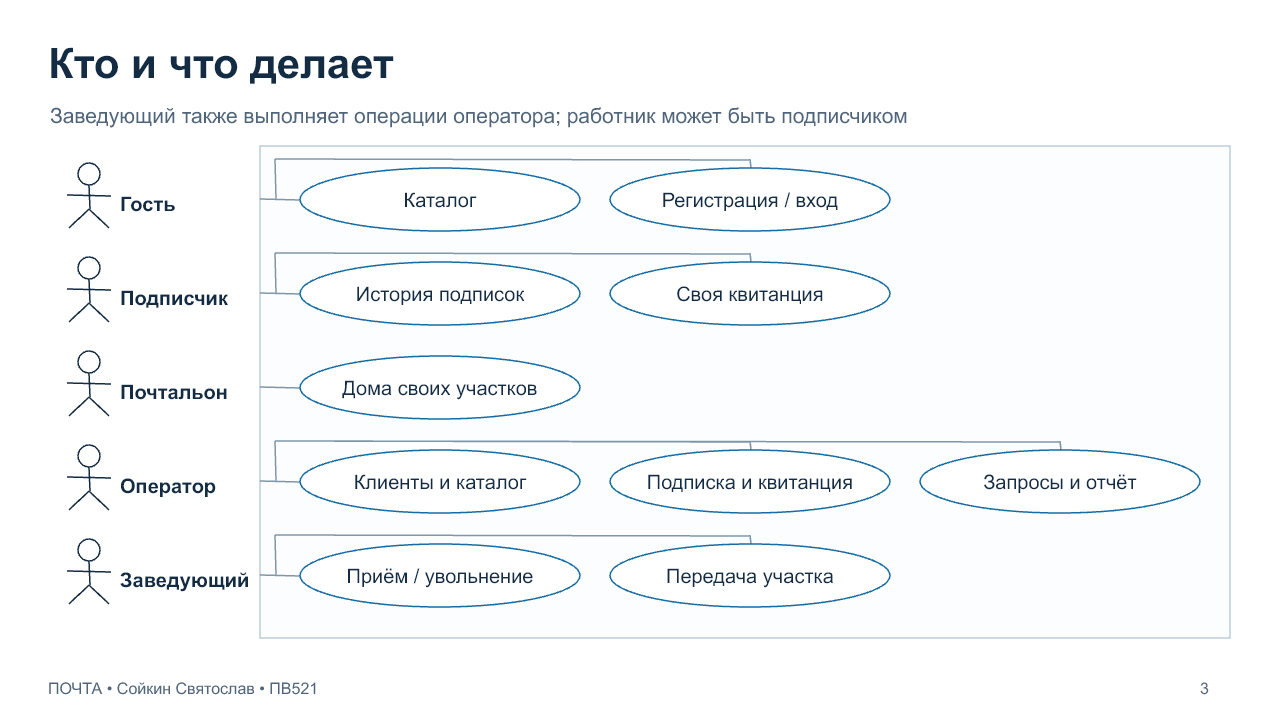 Кто и что делает
Заведующий также выполняет операции оператора; работник может быть подписчиком
Гость
Каталог
Регистрация / вход
Подписчик
История подписок
Своя квитанция
Почтальон
Дома своих участков
Оператор
Клиенты и каталог
Подписка и квитанция
Запросы и отчёт
Заведующий
Приём / увольнение
Передача участка
ПОЧТА • Сойкин Святослав • ПВ521
3